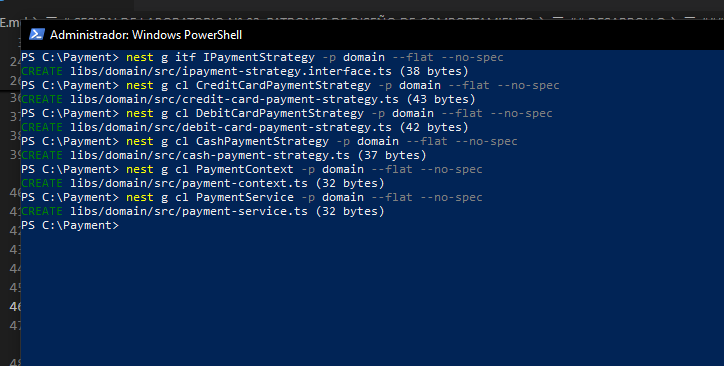 Administrador: Windows PowerShell
PS C:\Payment> nest g itf IPaymentStrategy -p domain --flat --no-spec
CREATE libs/domain/src/ipayment-strategy.interface.ts (38 bytes)
PS C:\Payment> nest g cl CreditCardPaymentStrategy -p domain --flat --no-spec
CREATE libs/domain/src/credit-card-payment-strategy.ts (43 bytes)
PS C:\Payment> nest g cl DebitCardPaymentStrategy -p domain --flat --no-spec
CREATE libs/domain/src/debit-card-payment-strategy.ts (42 bytes)
PS C:\Payment> nest g cl CashPaymentStrategy -p domain --flat --no-spec
CREATE libs/domain/src/cash-payment-strategy.ts (37 bytes)
PS C:\Payment> nest g cl PaymentContext -p domain --flat --no-spec
CREATE libs/domain/src/payment-context.ts (32 bytes)
PS C:\Payment> nest g cl PaymentService -p domain --flat --no-spec
CREATE libs/domain/src/payment-service.ts (32 bytes)
PS C:\Payment>